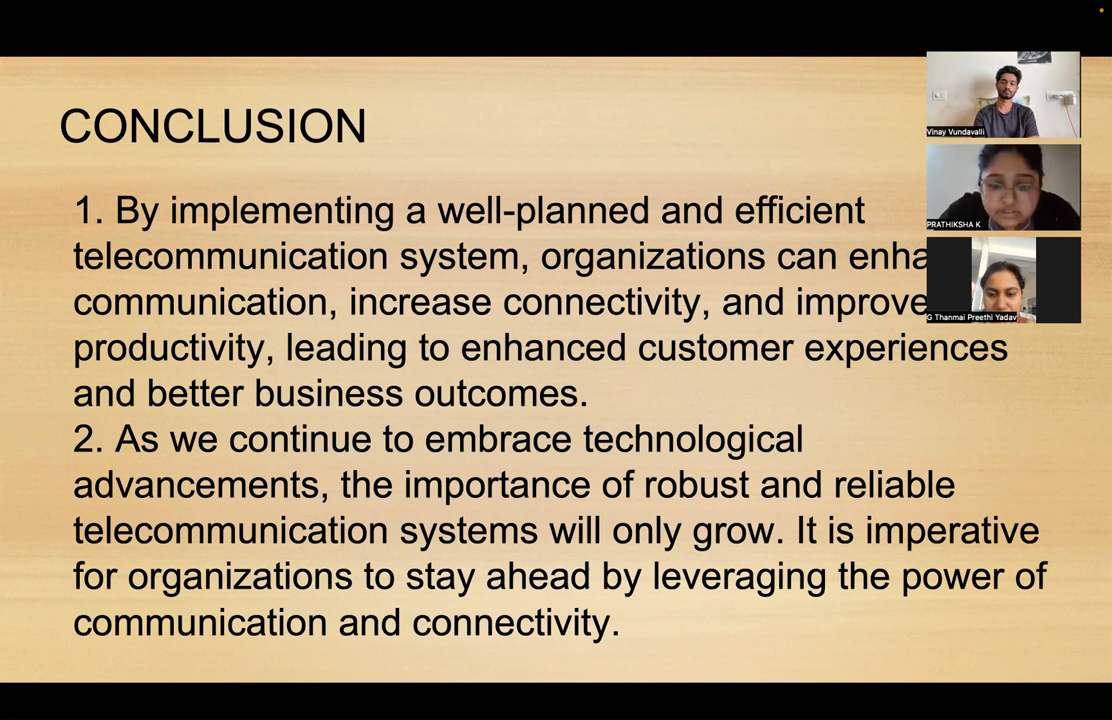 CONCLUSION
1. By implementing a well-planned and efficient
telecommunication system, organizations can
communication, increase connectivity, and improve
productivity, leading to enhanced customer experiences
and better business outcomes.
2. As we continue to embrace technological
advancements, the importance of robust and reliable
telecommunication systems will only grow. It is imperative
for organizations to stay ahead by leveraging the power of
communication and connectivity.
Vinay Vundavalli
PRATHIKSHA K
G Thanmai Preethi Yadav